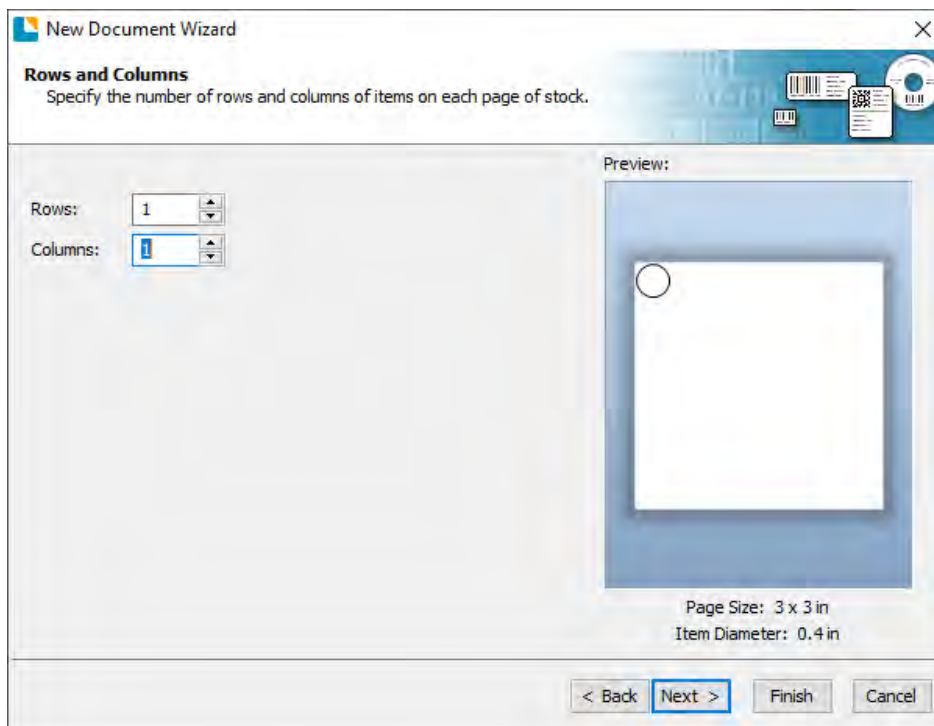 New Document Wizard
Rows and Columns
Specify the number of rows and columns of items on each page of stock.
Preview:
Rows: 1
Columns: 1
Page Size: 3 x 3 in
Item Diameter: 0.4 in
< Back Next > Finish Cancel